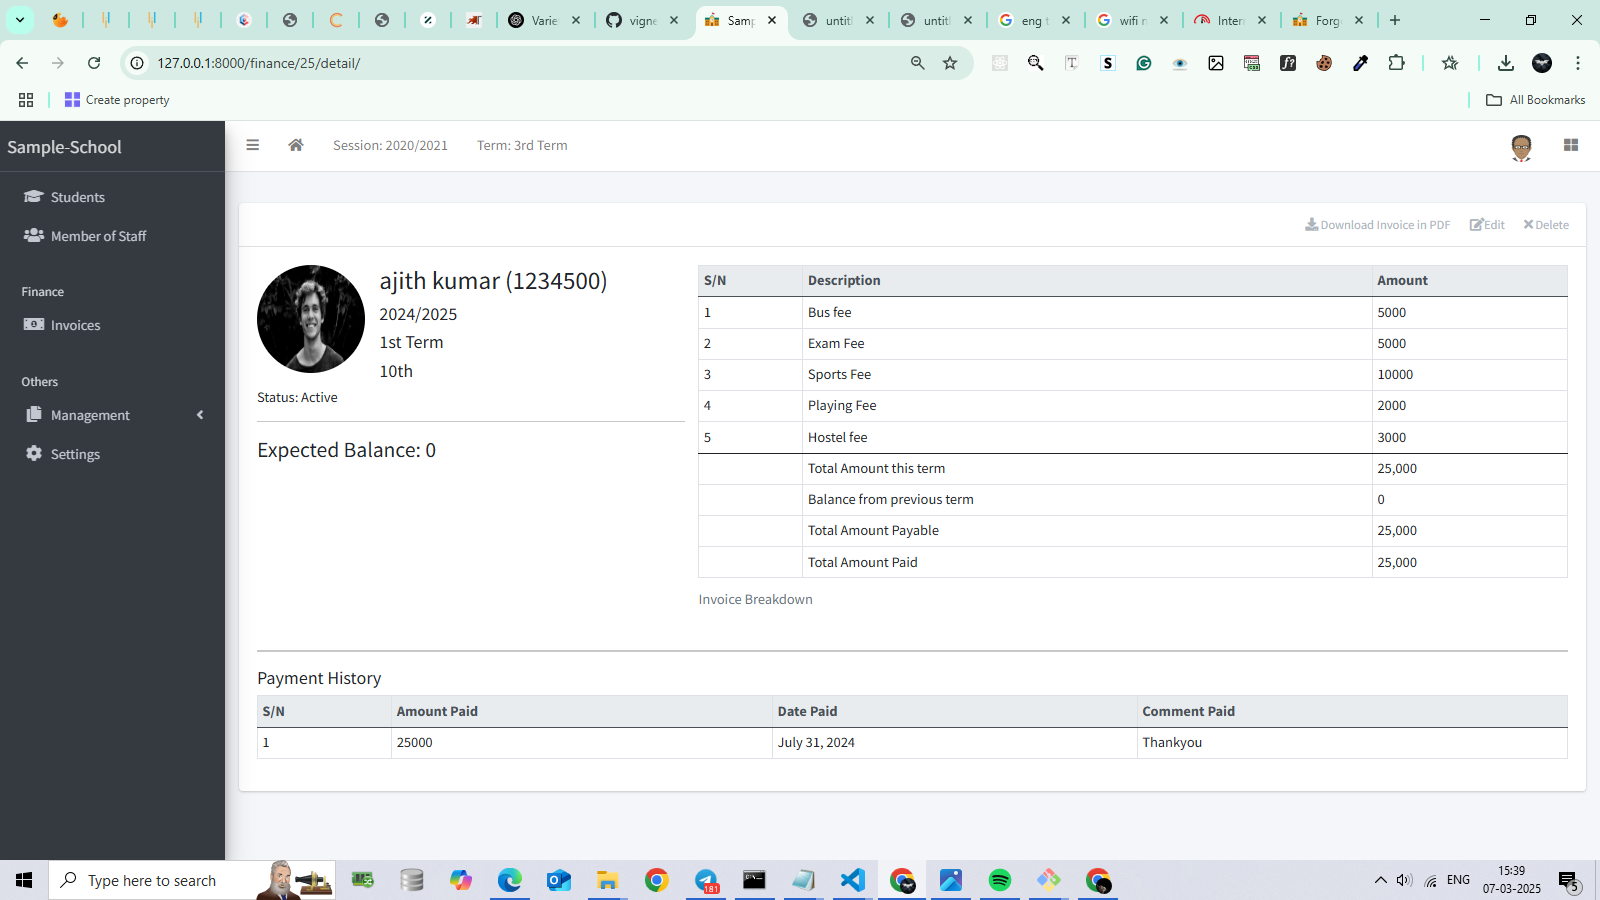 Varie
vigne
Samp
untitl
untitl
eng t
wifi n
Inter
Forg
127.0.0.1:8000/finance/25/detail/
Create property
All Bookmarks
Sample-School
Session: 2020/2021
Term: 3rd Term
Students
Member of Staff
Finance
Invoices
Others
Management
Settings
Download Invoice in PDF
Edit
Delete
ajith kumar (1234500)
2024/2025
1st Term
10th
Status: Active
Expected Balance: 0
S/N Description Amount
1 Bus fee 5000
2 Exam Fee 5000
3 Sports Fee 10000
4 Playing Fee 2000
5 Hostel fee 3000
Total Amount this term 25,000
Balance from previous term 0
Total Amount Payable 25,000
Total Amount Paid 25,000
Invoice Breakdown
Payment History
S/N Amount Paid Date Paid Comment Paid
1 25000 July 31, 2024 Thankyou
Type here to search
181
ENG
15:39
07-03-2025
5